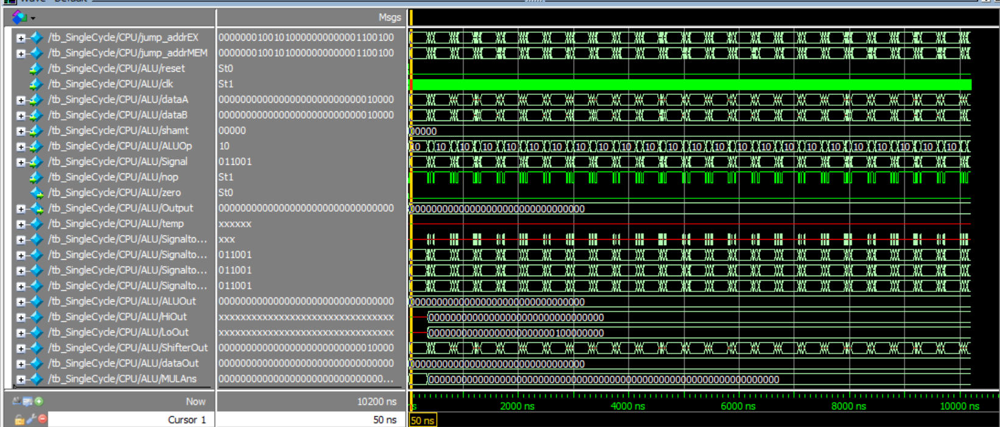 Wave - Default
Msgs
/tb_SingleCycle/CPU/jump_addrEX 00000001001010000000000001100100
/tb_SingleCycle/CPU/jump_addrMEM 00000001001010000000000001100100
/tb_SingleCycle/CPU/ALU/reset St0
/tb_SingleCycle/CPU/ALU/clk St1
/tb_SingleCycle/CPU/ALU/dataA 00000000000000000000000000010000
/tb_SingleCycle/CPU/ALU/dataB 00000000000000000000000000010000
/tb_SingleCycle/CPU/ALU/shamt 00000 00000
/tb_SingleCycle/CPU/ALU/ALUOp 10 10 10 10 10 10 10 10 10 10 10 10 10 10 10 10 10 10 10 10 10 10 10 10 10
/tb_SingleCycle/CPU/ALU/Signal 011001
/tb_SingleCycle/CPU/ALU/nop St1
/tb_SingleCycle/CPU/ALU/zero St0
/tb_SingleCycle/CPU/ALU/Output 00000000000000000000000000000000 00000000000000000000000000000000
/tb_SingleCycle/CPU/ALU/temp xxxxxx
/tb_SingleCycle/CPU/ALU/Signalto... xxx
/tb_SingleCycle/CPU/ALU/Signalto... 011001
/tb_SingleCycle/CPU/ALU/Signalto... 011001
/tb_SingleCycle/CPU/ALU/Signalto... 011001
/tb_SingleCycle/CPU/ALU/ALUOut 00000000000000000000000000000000 00000000000000000000000000000000
/tb_SingleCycle/CPU/ALU/HiOut xxxxxxxxxxxxxxxxxxxxxxxxxxxxxxxx 00000000000000000000000000000000
/tb_SingleCycle/CPU/ALU/LoOut xxxxxxxxxxxxxxxxxxxxxxxxxxxxxxxx 00000000000000000000000100000000
/tb_SingleCycle/CPU/ALU/ShifterOut 00000000000000000000000000010000
/tb_SingleCycle/CPU/ALU/dataOut 00000000000000000000000000000000 00000000000000000000000000000000
/tb_SingleCycle/CPU/ALU/MULAns 000000000000000000000000000000... 0000000000000000000000000000000000000000000000000000000000000000
Now 10200 ns 2000 ns 4000 ns 6000 ns 8000 ns 10000 ns
Cursor 1 50 ns 50 ns